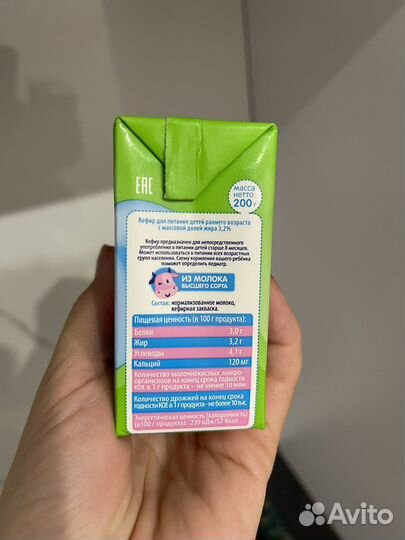 EAC
масса
нетто:
200 г
Кефир для питания детей раннего возраста
с массовой долей жира 3,2%
Кефир предназначен для непосредственного
употребления в питании детей старше 8 месяцев.
Может использоваться в питании всех возрастных
групп населения. Схему кормления вашего ребёнка
поможет определить педиатр.
ИЗ МОЛОКА
ВЫСШЕГО СОРТА
Состав: нормализованное молоко,
кефирная закваска.
Пищевая ценность (в 100 г продукта):
Белки 3,0 г
Жир 3,2 г
Углеводы 4,1 г
Кальций 120 мг
Количество молочнокислых микро-
организмов на конец срока годности
КОЕ в 1 г продукта – не менее 10 млн
Количество дрожжей на конец срока
годности КОЕ в 1 г продукта - не более 10тыс.
Энергетическая ценность (калорийность)
(в100 г продукта): 239 кДж/57 Ккал
Avito